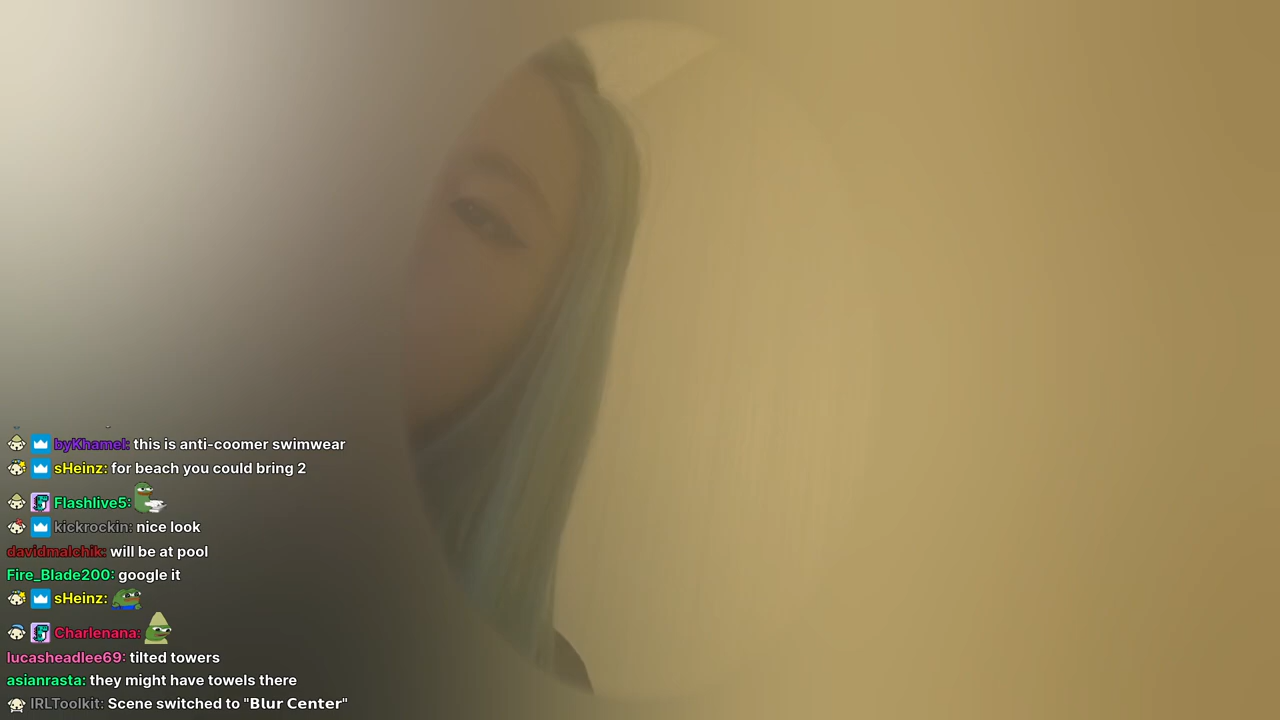 byKhamel: this is anti-coomer swimwear
sHeinz: for beach you could bring 2
Flashlive5:
kickrockin: nice look
davidmalchik: will be at pool
Fire_Blade200: google it
sHeinz:
Charlenana:
lucasheadlee69: tilted towers
asianrasta: they might have towels there
IRLToolkit: Scene switched to "Blur Center"